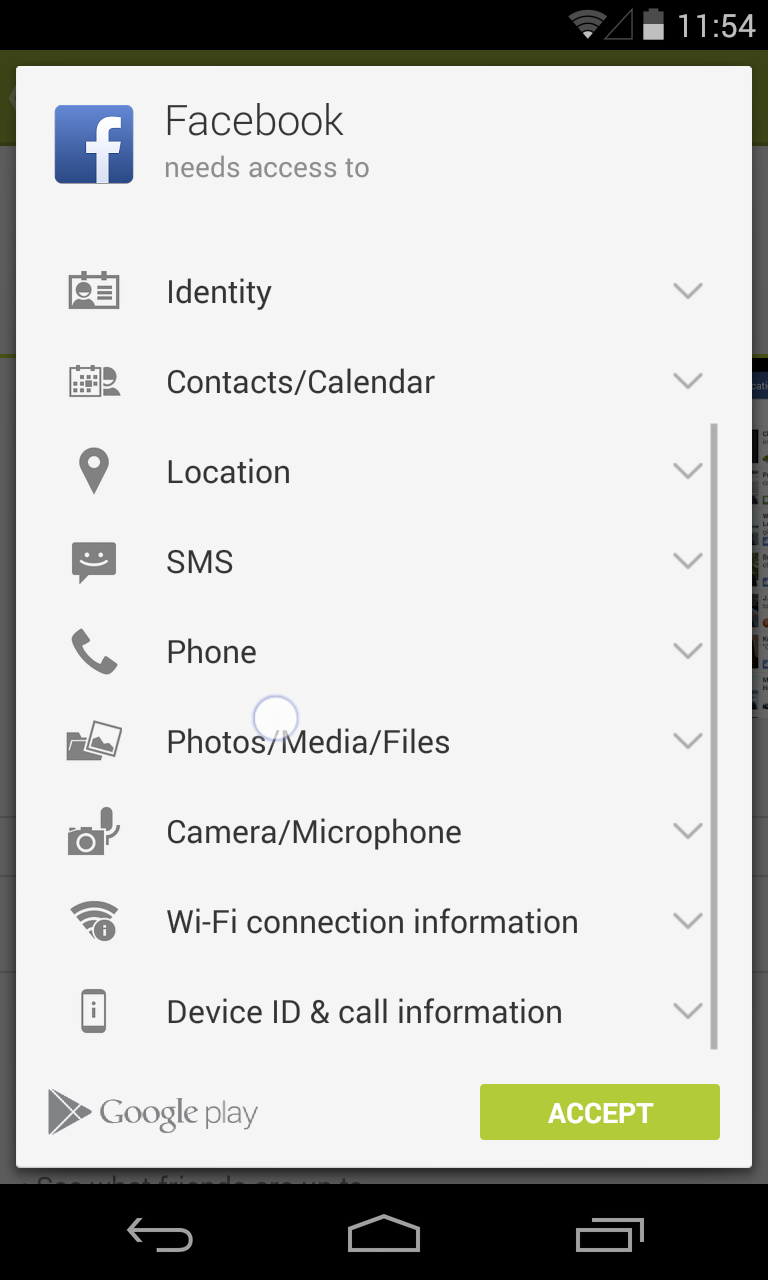 11:54
Facebook
needs access to
Identity
Contacts/Calendar
Location
SMS
Phone
Photos/Media/Files
Camera/Microphone
Wi-Fi connection information
Device ID & call information
Google play
ACCEPT
See what friends are up to